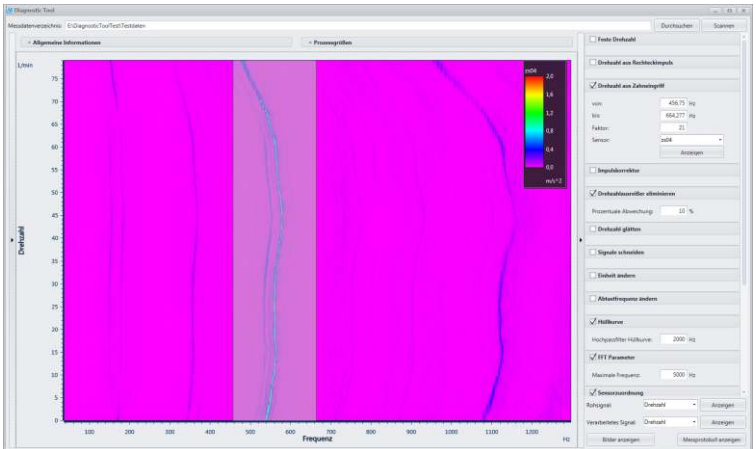 Diagnostic Tool
Messdatenverzeichnis: E:\DiagnosticTool\Test\Testdaten Durchsuchen Scannen
Allgemeine Informationen Prozessgrößen
1/min
75
70
65
60
55
50
45
40
35
30
25
20
15
10
5
0
Drehzahl
100 200 300 400 500 600 700 800 900 1000 1100 1200
Frequenz Hz
zs04
2,0
1,6
1,2
0,8
0,4
0,0
m/s^2
Feste Drehzahl
Drehzahl aus Rechteckimpuls
Drehzahl aus Zahneingriff
von: 456,73 Hz
bis: 664,277 Hz
Faktor: 21
Sensor: zs04
Anzeigen
Impulskorrektur
Drehzahlausreißer eliminieren
Prozentuale Abweichung: 10 %
Drehzahl glätten
Signale schneiden
Einheit ändern
Abtastfrequenz ändern
Hüllkurve
Hochpassfilter Hüllkurve: 2000 Hz
FFT Parameter
Maximale Frequenz: 5000 Hz
Sensorzuordnung
Rohsignal: Drehzahl Anzeigen
Verarbeitetes Signal: Drehzahl Anzeigen
Bilder anzeigen Messprotokoll anzeigen